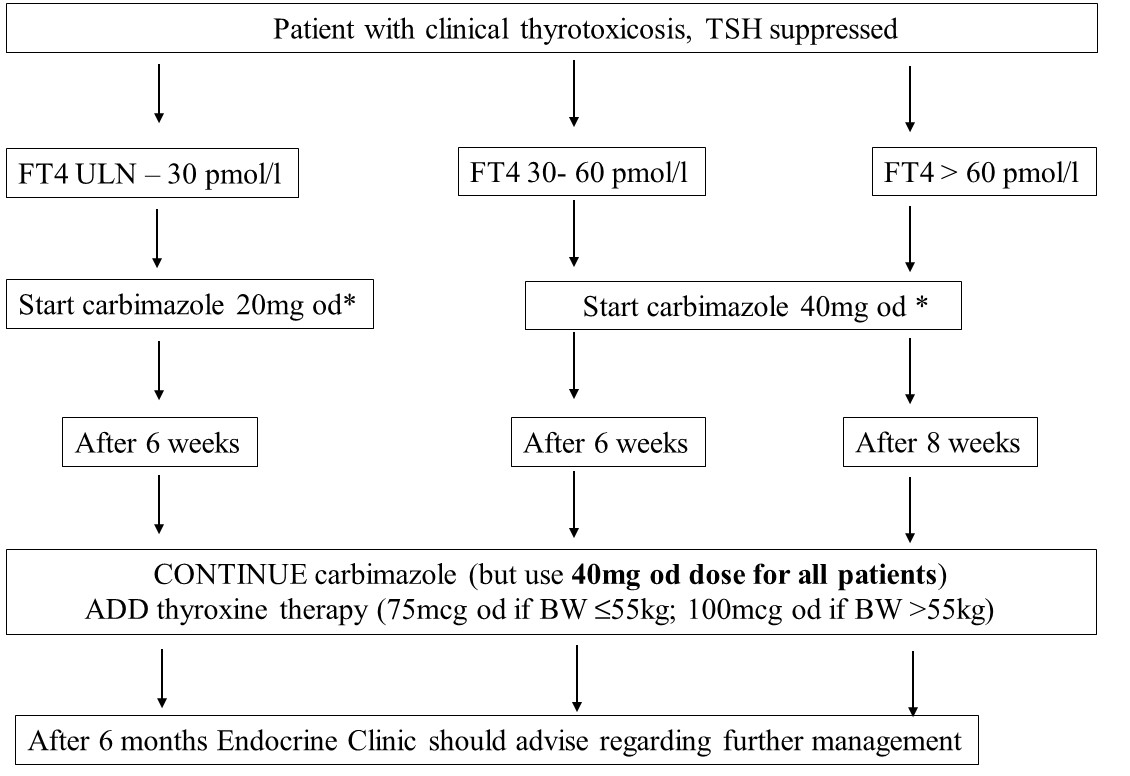 Patient with clinical thyrotoxicosis, TSH suppressed
FT4 ULN – 30 pmol/l
FT4 30- 60 pmol/l
FT4 > 60 pmol/l
Start carbimazole 20mg od*
Start carbimazole 40mg od *
After 6 weeks
After 6 weeks
After 8 weeks
CONTINUE carbimazole (but use 40mg od dose for all patients)
ADD thyroxine therapy (75mcg od if BW ≤55kg; 100mcg od if BW >55kg)
After 6 months Endocrine Clinic should advise regarding further management